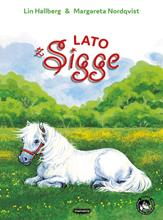 Lin Hallberg & Margareta Nordqvist
LATO
& Sigge